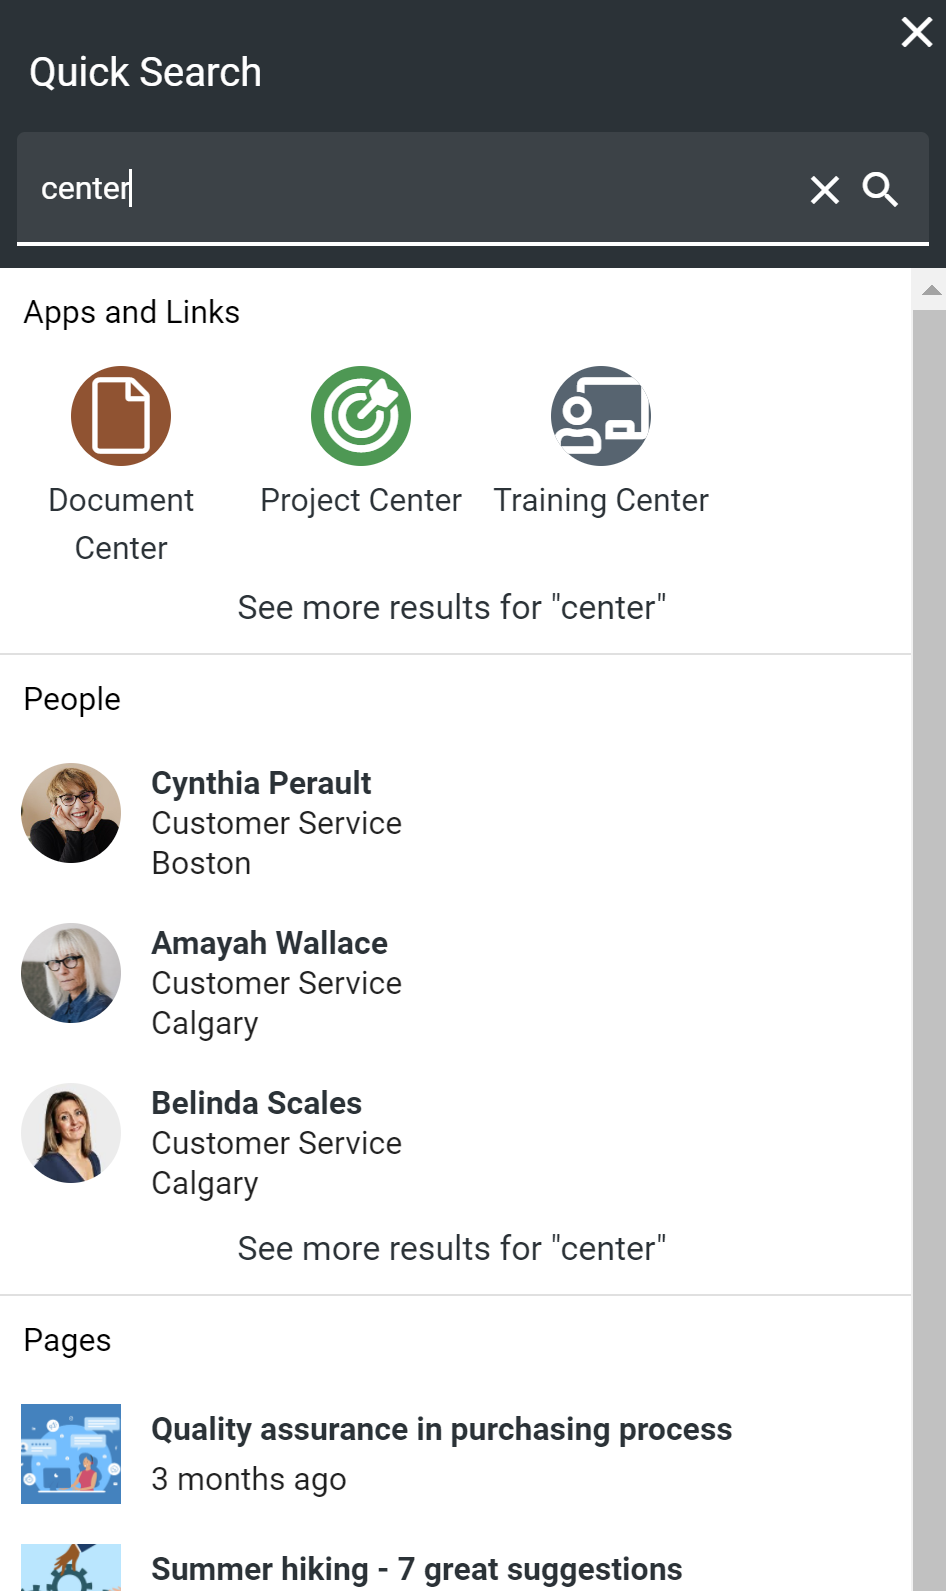 Quick Search
center
Apps and Links
Document
Center
Project Center
Training Center
See more results for "center"
People
Cynthia Perault
Customer Service
Boston
Amayah Wallace
Customer Service
Calgary
Belinda Scales
Customer Service
Calgary
See more results for "center"
Pages
Quality assurance in purchasing process
3 months ago
Summer hiking - 7 great suggestions